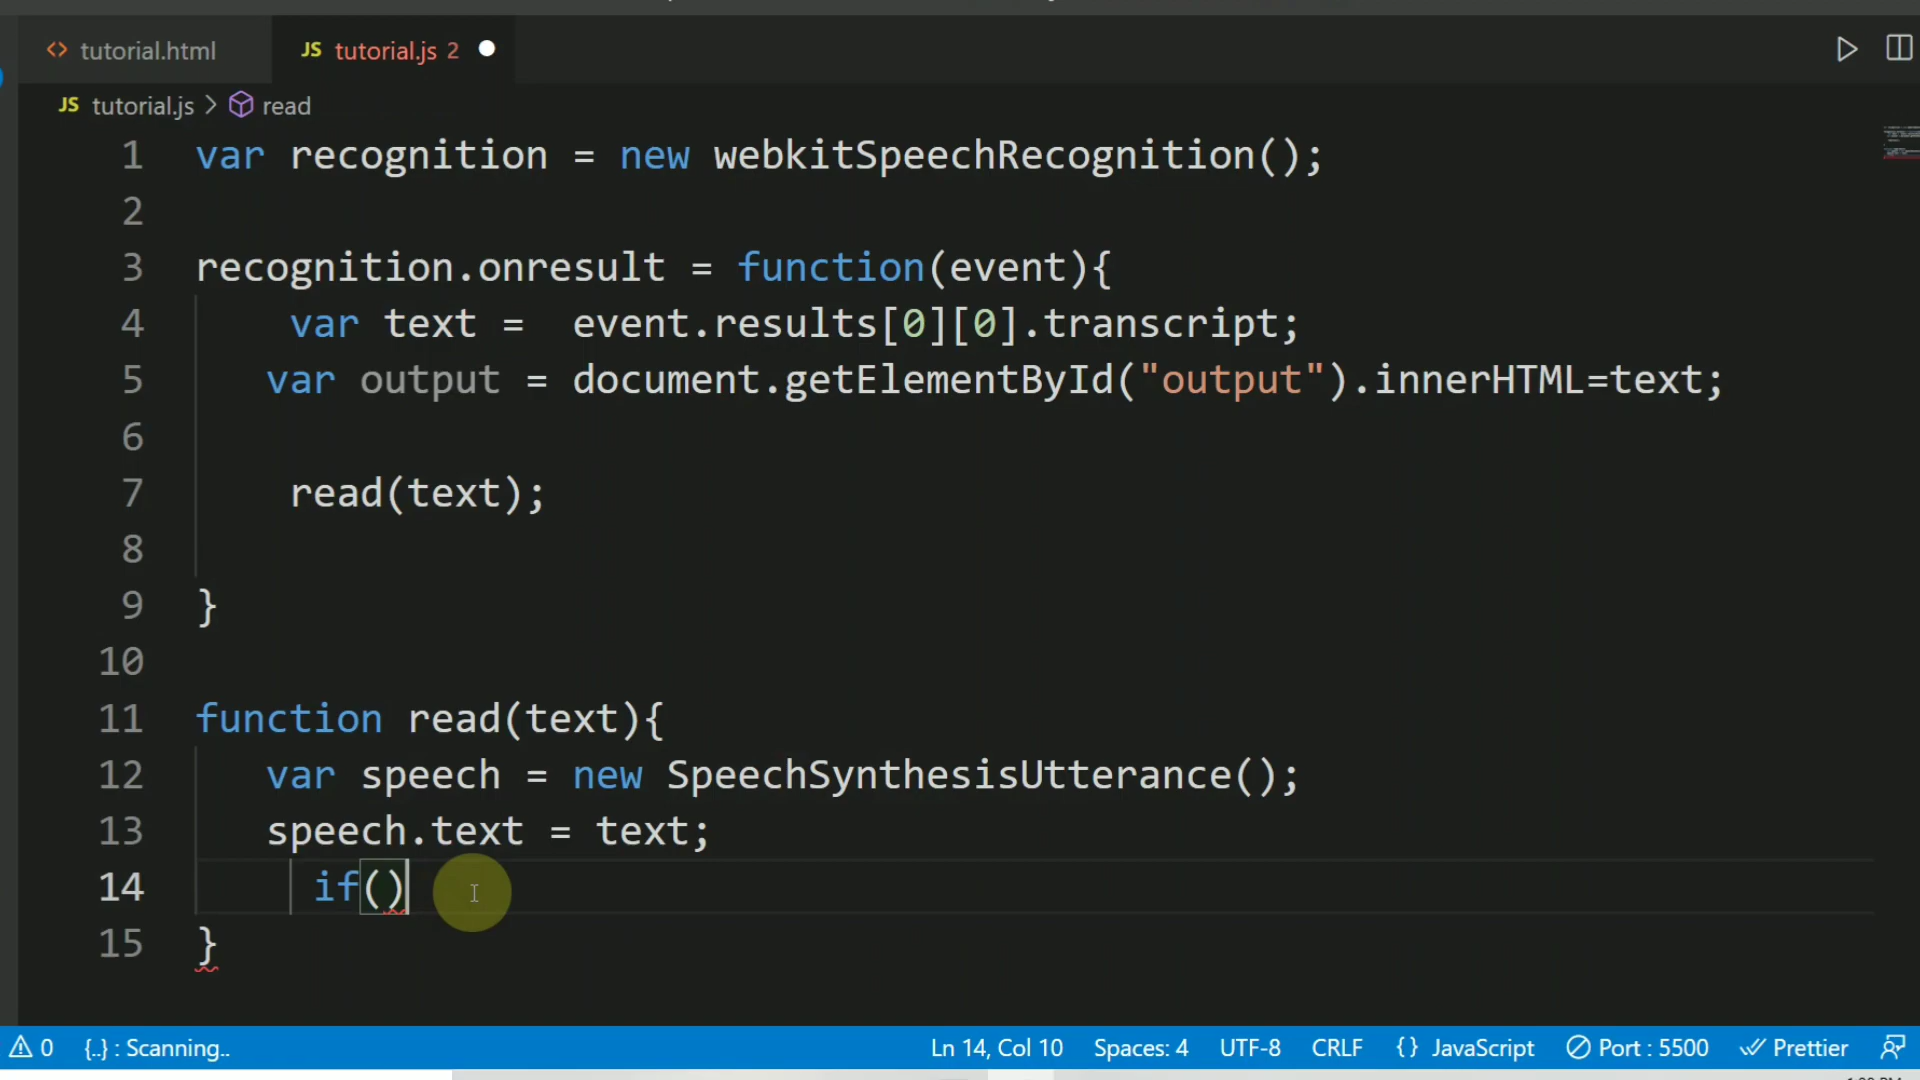 <> tutorial.html JS tutorial.js 2
JS tutorial.js > read
1 var recognition = new webkitSpeechRecognition();
2
3 recognition.onresult = function(event){
4 var text =  event.results[0][0].transcript;
5 var output = document.getElementById("output").innerHTML=text;
6
7 read(text);
8
9 }
10
11 function read(text){
12 var speech = new SpeechSynthesisUtterance();
13 speech.text = text;
14 if()
15 }
0 {..} : Scanning.. Ln 14, Col 10 Spaces: 4 UTF-8 CRLF {} JavaScript Port : 5500 Prettier